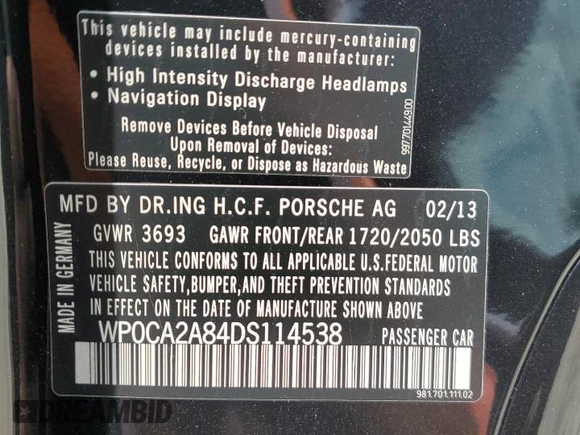 This vehicle may include mercury-containing
devices installed by the manufacturer:
• High Intensity Discharge Headlamps
• Navigation Display
Remove Devices Before Vehicle Disposal
Upon Removal of Devices:
Please Reuse, Recycle, or Dispose as Hazardous Waste
997.701.449.00
MFD BY DR.ING H.C.F. PORSCHE AG 02/13
GVWR 3693 GAWR FRONT/REAR 1720/2050 LBS
THIS VEHICLE CONFORMS TO ALL APPLICABLE U.S.FEDERAL MOTOR
VEHICLE SAFETY,BUMPER,AND THEFT PREVENTION STANDARDS
IN EFFECT ON THE DATE OF MANUFACTURE SHOWN ABOVE
WP0CA2A84DS114538 PASSENGER CAR
MADE IN GERMANY
981.701.111.02
DREAMBID